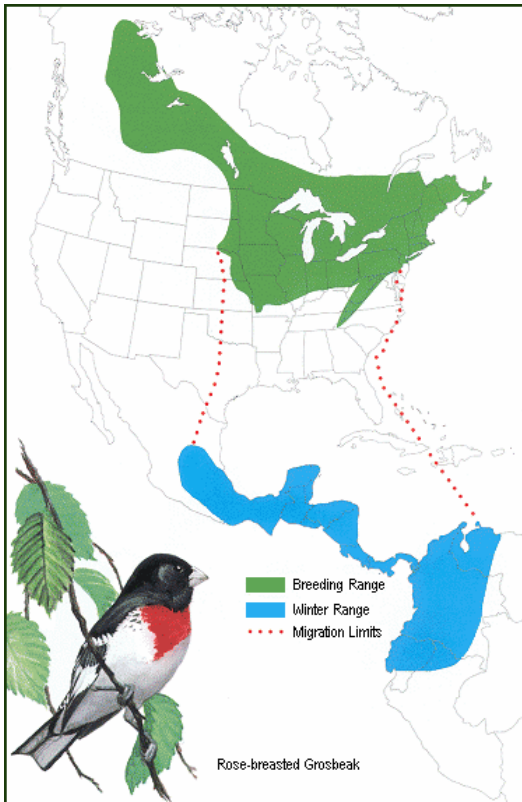 Breeding Range
Winter Range
Migration Limits
Rose-breasted Grosbeak